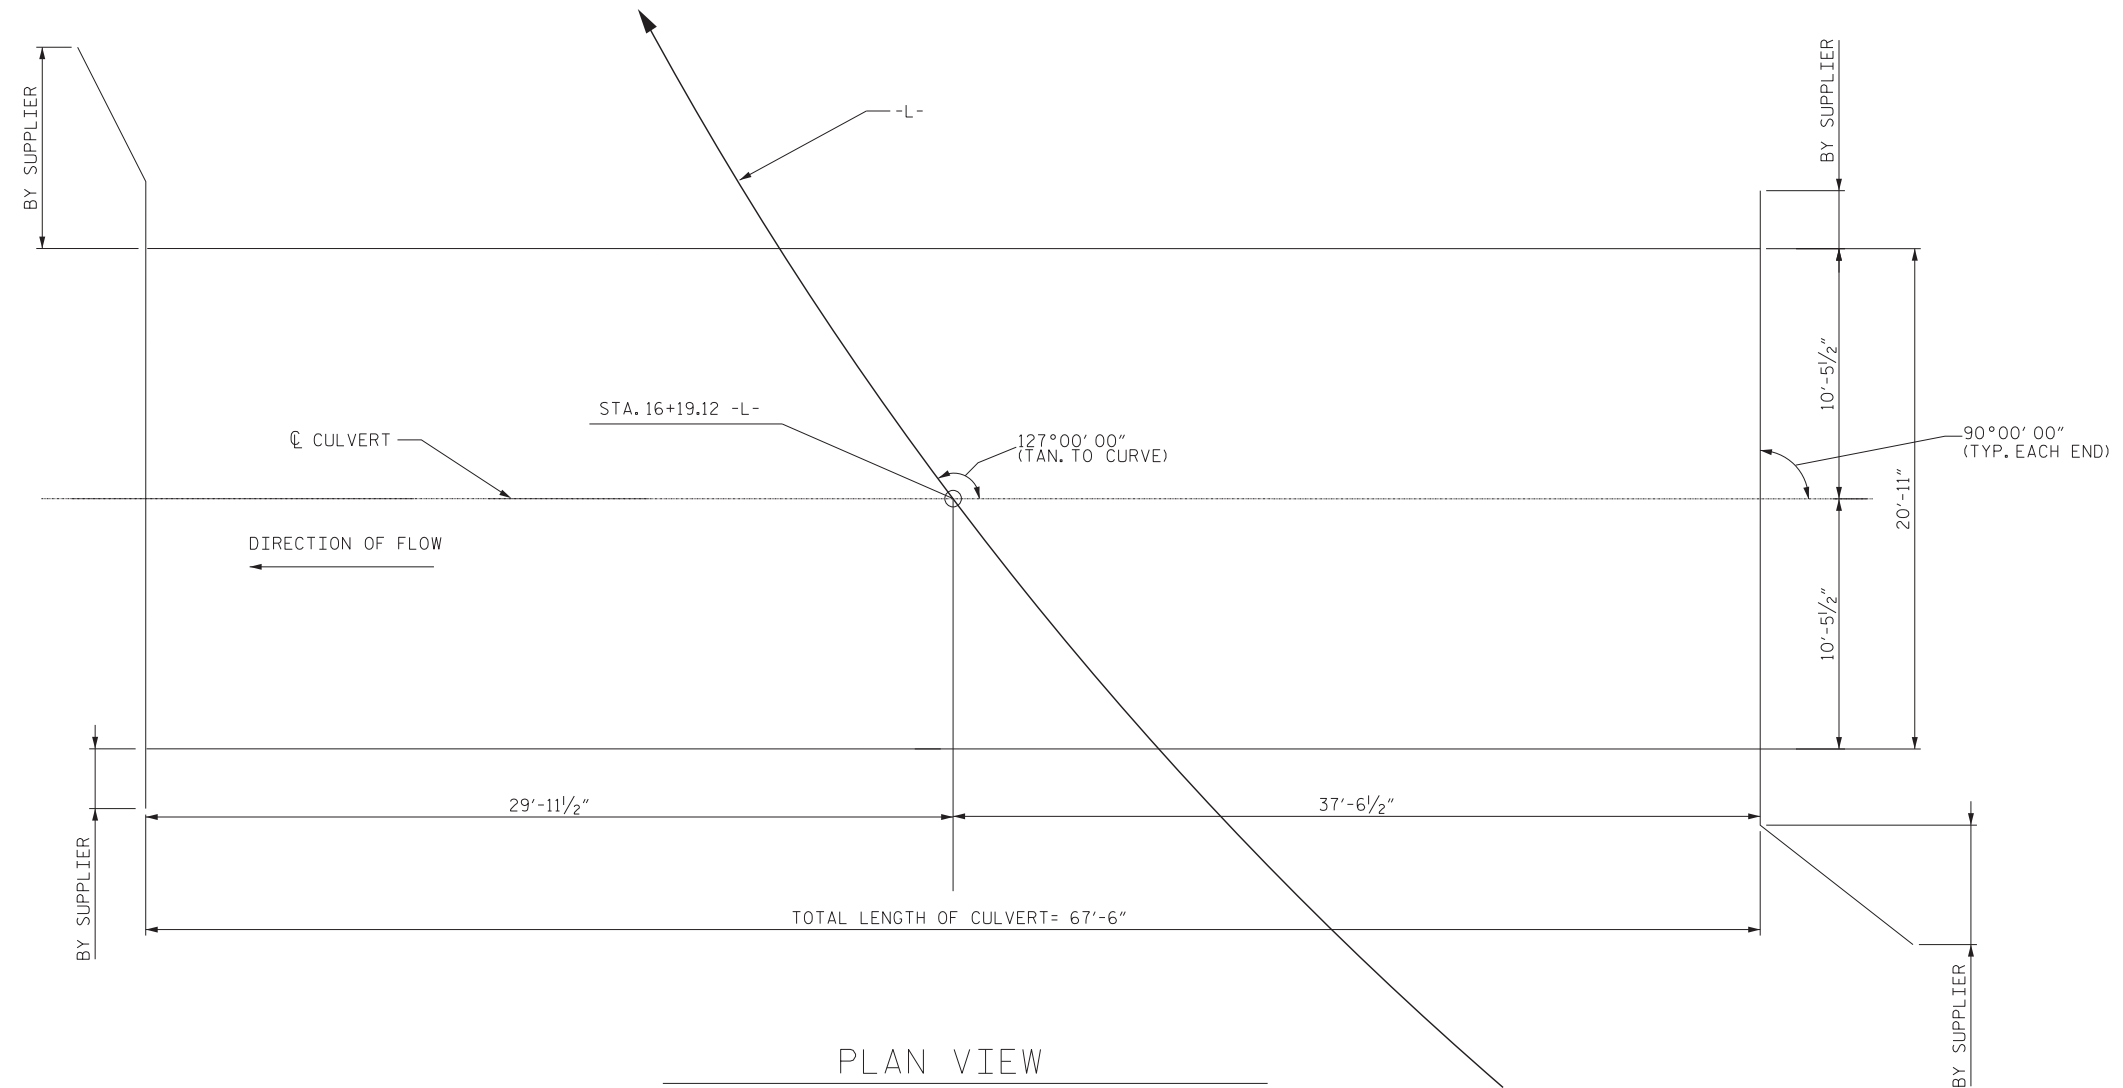 BY SUPPLIER
BY SUPPLIER
-L-
STA. 16+19.12 -L-
℄ CULVERT
127°00'00"
(TAN. TO CURVE)
10'-5½"
90°00'00"
(TYP. EACH END)
20'-11"
DIRECTION OF FLOW
10'-5½"
29'-11½"
37'-6½"
BY SUPPLIER
TOTAL LENGTH OF CULVERT= 67'-6"
BY SUPPLIER
PLAN VIEW